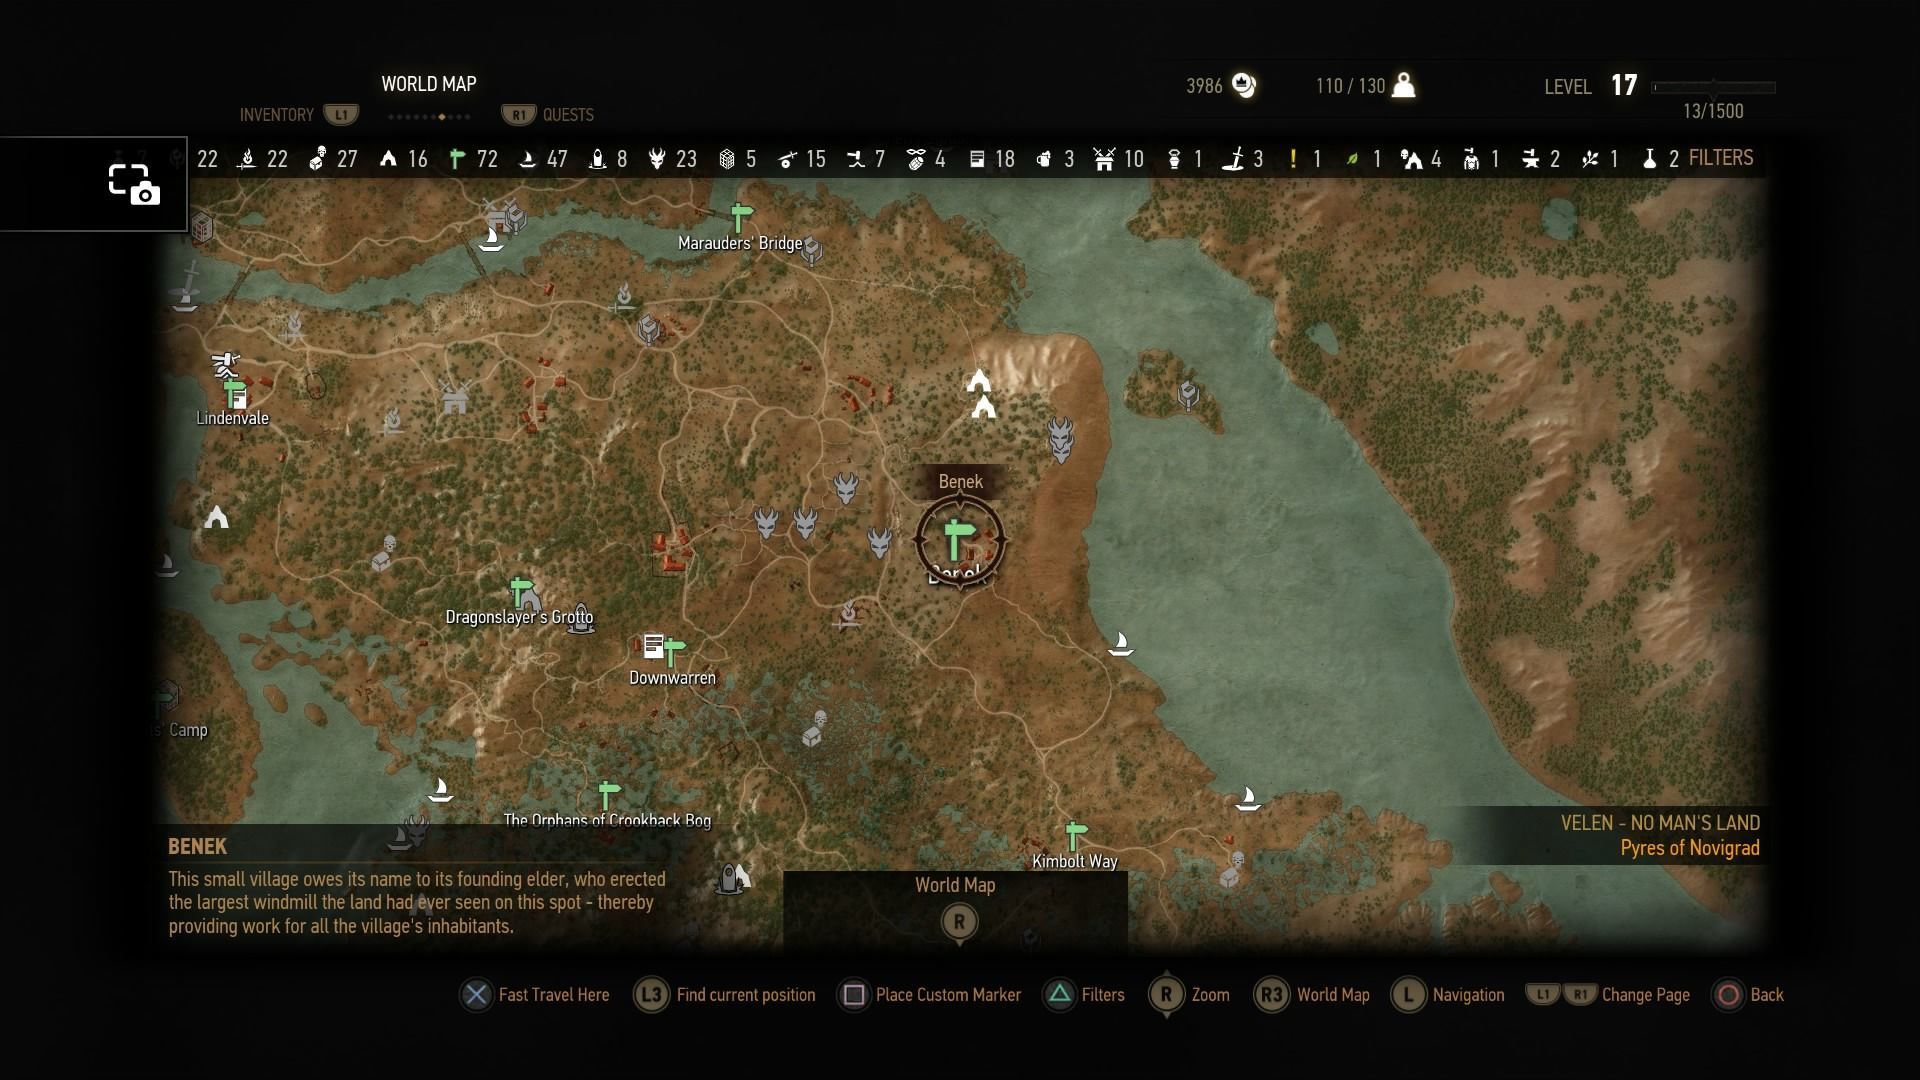 WORLD MAP
3986
110 / 130
LEVEL 17
13/1500
INVENTORY L1
R1 QUESTS
22 22 27 16 72 47 8 23 5 15 7 4 18 3 10 1 3 1 1 4 1 2 1 2 FILTERS
Marauders' Bridge
Lindenvale
Benek
Benek
Dragonslayer's Grotto
Downwarren
Camp
The Orphans of Crookback Bog
Kimbolt Way
VELEN - NO MAN'S LAND
Pyres of Novigrad
BENEK
This small village owes its name to its founding elder, who erected
the largest windmill the land had ever seen on this spot - thereby
providing work for all the village's inhabitants.
World Map
R
Fast Travel Here L3 Find current position Place Custom Marker Filters R Zoom R3 World Map L Navigation L1 R1 Change Page Back